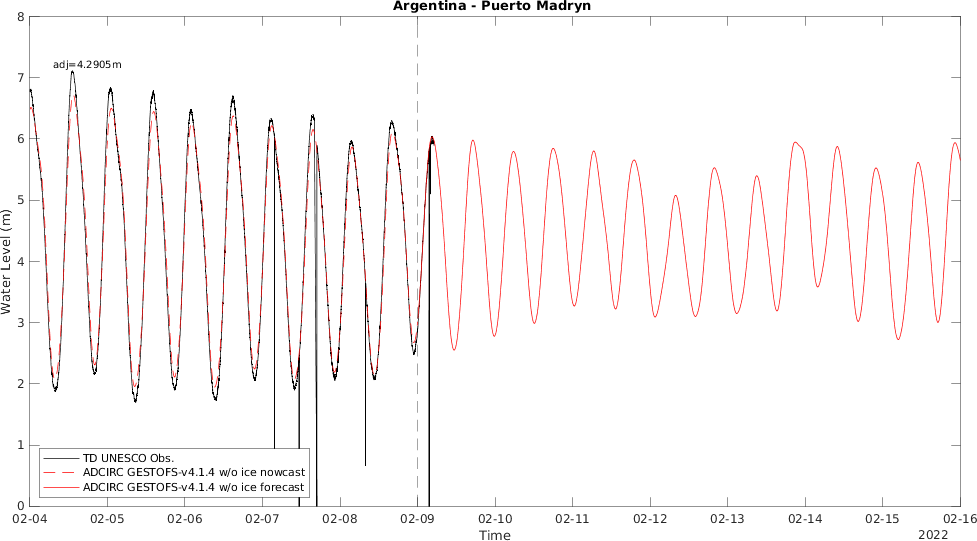 Argentina - Puerto Madryn
8
adj=4.2905m
7
6
5
4
3
2
1
0
Water Level (m)
TD UNESCO Obs.
ADCIRC GESTOFS-v4.1.4 w/o ice nowcast
ADCIRC GESTOFS-v4.1.4 w/o ice forecast
02-04 02-05 02-06 02-07 02-08 02-09 02-10 02-11 02-12 02-13 02-14 02-15 02-16
Time
2022